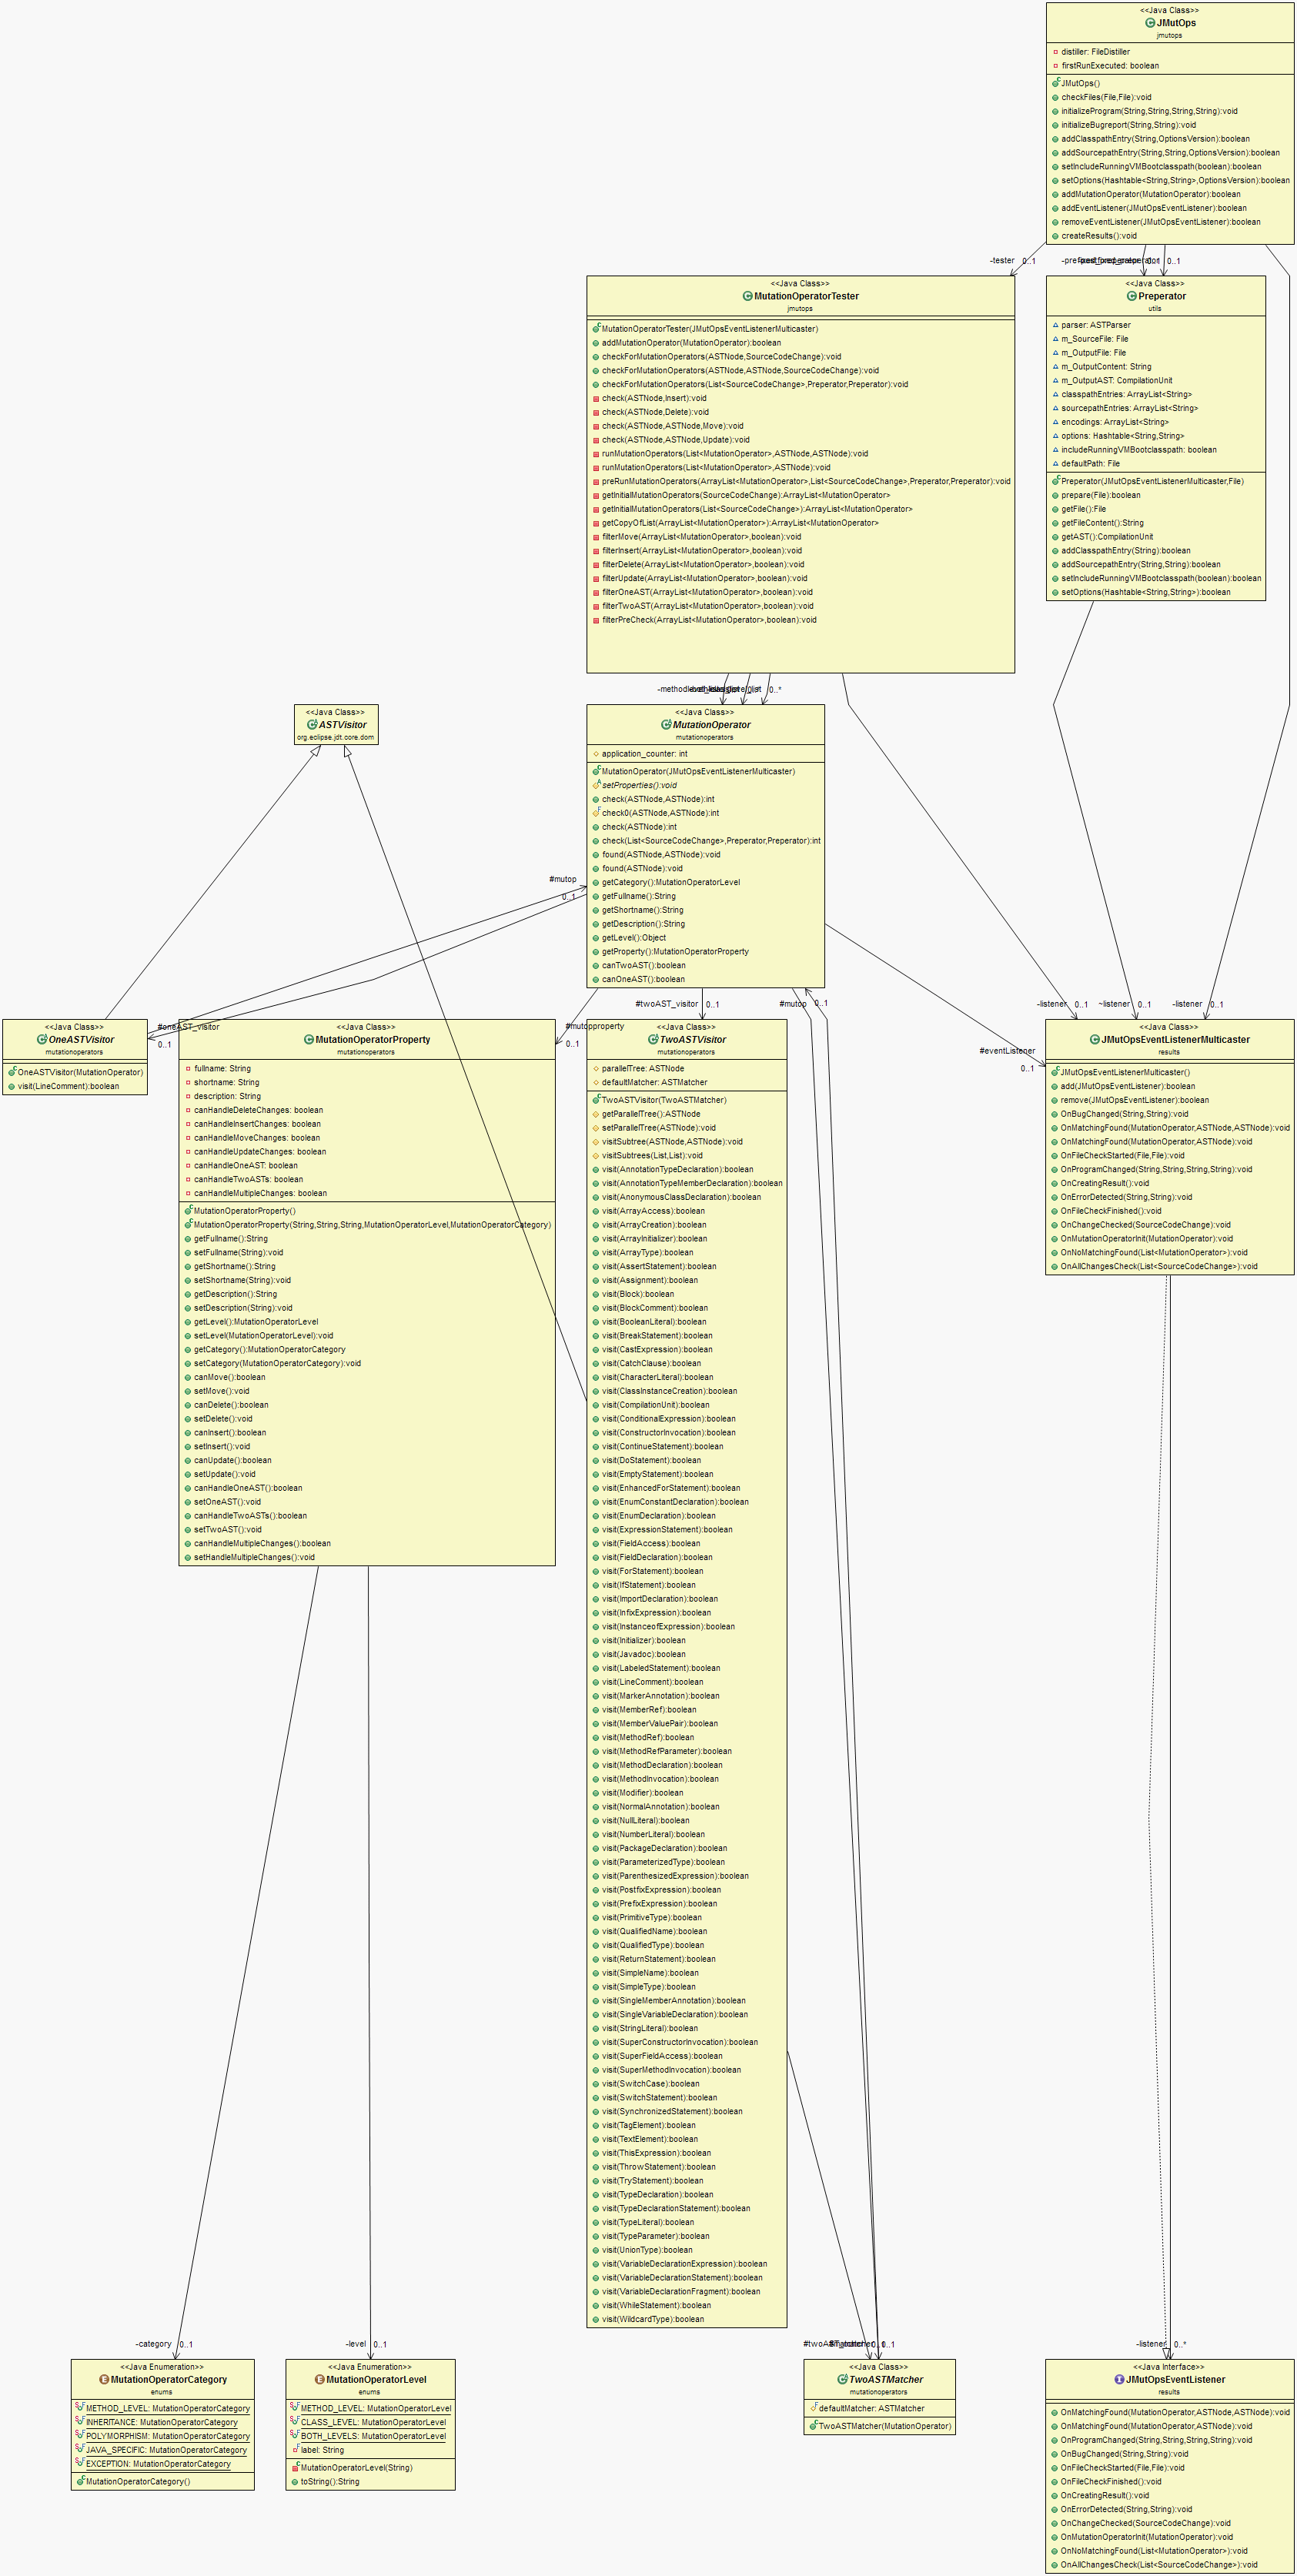 <<Java Class>>
JMutOps
jmutops
distiller: FileDistiller
firstRunExecuted: boolean
JMutOps()
checkFiles(File,File):void
initializeProgram(String,String,String,String):void
initializeBugreport(String,String):void
addClasspathEntry(String,OptionsVersion):boolean
addSourcepathEntry(String,String,OptionsVersion):boolean
setIncludeRunningVMBootclasspath(boolean):boolean
setOptions(Hashtable<String,String>,OptionsVersion):boolean
addMutationOperator(MutationOperator):boolean
addEventListener(JMutOpsEventListener):boolean
removeEventListener(JMutOpsEventListener):boolean
createResults():void
-tester 0..1
0..1
<<Java Class>>
MutationOperatorTester
jmutops
MutationOperatorTester(JMutOpsEventListenerMulticaster)
addMutationOperator(MutationOperator):boolean
checkForMutationOperators(ASTNode,SourceCodeChange):void
checkForMutationOperators(ASTNode,ASTNode,SourceCodeChange):void
checkForMutationOperators(List<SourceCodeChange>,Preperator,Preperator):void
check(ASTNode,Insert):void
check(ASTNode,Delete):void
check(ASTNode,ASTNode,Move):void
check(ASTNode,ASTNode,Update):void
runMutationOperators(List<MutationOperator>,ASTNode,ASTNode):void
runMutationOperators(List<MutationOperator>,ASTNode):void
preRunMutationOperators(ArrayList<MutationOperator>,List<SourceCodeChange>,Preperator,Preperator):void
getInitialMutationOperators(SourceCodeChange):ArrayList<MutationOperator>
getInitialMutationOperators(List<SourceCodeChange>):ArrayList<MutationOperator>
getCopyOfList(ArrayList<MutationOperator>):ArrayList<MutationOperator>
filterMove(ArrayList<MutationOperator>,boolean):void
filterInsert(ArrayList<MutationOperator>,boolean):void
filterDelete(ArrayList<MutationOperator>,boolean):void
filterUpdate(ArrayList<MutationOperator>,boolean):void
filterOneAST(ArrayList<MutationOperator>,boolean):void
filterTwoAST(ArrayList<MutationOperator>,boolean):void
filterPreCheck(ArrayList<MutationOperator>,boolean):void
<<Java Class>>
Preperator
utils
parser: ASTParser
m_SourceFile: File
m_OutputFile: File
m_OutputContent: String
m_OutputAST: CompilationUnit
classpathEntries: ArrayList<String>
sourcepathEntries: ArrayList<String>
encodings: ArrayList<String>
options: Hashtable<String,String>
includeRunningVMBootclasspath: boolean
defaultPath: File
Preperator(JMutOpsEventListenerMulticaster,File)
prepare(File):boolean
getFile():File
getFileContent():String
getAST():CompilationUnit
addClasspathEntry(String):boolean
addSourcepathEntry(String,String):boolean
setIncludeRunningVMBootclasspath(boolean):boolean
setOptions(Hashtable<String,String>):boolean
0..*
<<Java Class>>
ASTVisitor
org.eclipse.jdt.core.dom
<<Java Class>>
MutationOperator
mutationoperators
application_counter: int
MutationOperator(JMutOpsEventListenerMulticaster)
setProperties():void
check(ASTNode,ASTNode):int
check0(ASTNode,ASTNode):int
check(ASTNode):int
check(List<SourceCodeChange>,Preperator,Preperator):int
found(ASTNode,ASTNode):void
found(ASTNode):void
getCategory():MutationOperatorLevel
getFullname():String
getShortname():String
getDescription():String
getLevel():Object
getProperty():MutationOperatorProperty
canTwoAST():boolean
canOneAST():boolean
#mutop
0..1
#twoAST_visitor 0..1
#mutop 0..1
-listener 0..1
~listener 0..1
-listener 0..1
#oneAST_visitor
0..1
#mutopproperty
0..1
#eventListener
0..1
<<Java Class>>
OneASTVisitor
mutationoperators
OneASTVisitor(MutationOperator)
visit(LineComment):boolean
<<Java Class>>
MutationOperatorProperty
mutationoperators
fullname: String
shortname: String
description: String
canHandleDeleteChanges: boolean
canHandleInsertChanges: boolean
canHandleMoveChanges: boolean
canHandleUpdateChanges: boolean
canHandleOneAST: boolean
canHandleTwoASTs: boolean
canHandleMultipleChanges: boolean
MutationOperatorProperty()
MutationOperatorProperty(String,String,String,MutationOperatorLevel,MutationOperatorCategory)
getFullname():String
setFullname(String):void
getShortname():String
setShortname(String):void
getDescription():String
setDescription(String):void
getLevel():MutationOperatorLevel
setLevel(MutationOperatorLevel):void
getCategory():MutationOperatorCategory
setCategory(MutationOperatorCategory):void
canMove():boolean
setMove():void
canDelete():boolean
setDelete():void
canInsert():boolean
setInsert():void
canUpdate():boolean
setUpdate():void
canHandleOneAST():boolean
setOneAST():void
canHandleTwoASTs():boolean
setTwoAST():void
canHandleMultipleChanges():boolean
setHandleMultipleChanges():void
<<Java Class>>
TwoASTVisitor
mutationoperators
parallelTree: ASTNode
defaultMatcher: ASTMatcher
TwoASTVisitor(TwoASTMatcher)
getParallelTree():ASTNode
setParallelTree(ASTNode):void
visitSubtree(ASTNode,ASTNode):void
visitSubtrees(List,List):void
visit(AnnotationTypeDeclaration):boolean
visit(AnnotationTypeMemberDeclaration):boolean
visit(AnonymousClassDeclaration):boolean
visit(ArrayAccess):boolean
visit(ArrayCreation):boolean
visit(ArrayInitializer):boolean
visit(ArrayType):boolean
visit(AssertStatement):boolean
visit(Assignment):boolean
visit(Block):boolean
visit(BlockComment):boolean
visit(BooleanLiteral):boolean
visit(BreakStatement):boolean
visit(CastExpression):boolean
visit(CatchClause):boolean
visit(CharacterLiteral):boolean
visit(ClassInstanceCreation):boolean
visit(CompilationUnit):boolean
visit(ConditionalExpression):boolean
visit(ConstructorInvocation):boolean
visit(ContinueStatement):boolean
visit(DoStatement):boolean
visit(EmptyStatement):boolean
visit(EnhancedForStatement):boolean
visit(EnumConstantDeclaration):boolean
visit(EnumDeclaration):boolean
visit(ExpressionStatement):boolean
visit(FieldAccess):boolean
visit(FieldDeclaration):boolean
visit(ForStatement):boolean
visit(IfStatement):boolean
visit(ImportDeclaration):boolean
visit(InfixExpression):boolean
visit(InstanceofExpression):boolean
visit(Initializer):boolean
visit(Javadoc):boolean
visit(LabeledStatement):boolean
visit(LineComment):boolean
visit(MarkerAnnotation):boolean
visit(MemberRef):boolean
visit(MemberValuePair):boolean
visit(MethodRef):boolean
visit(MethodRefParameter):boolean
visit(MethodDeclaration):boolean
visit(MethodInvocation):boolean
visit(Modifier):boolean
visit(NormalAnnotation):boolean
visit(NullLiteral):boolean
visit(NumberLiteral):boolean
visit(PackageDeclaration):boolean
visit(ParameterizedType):boolean
visit(ParenthesizedExpression):boolean
visit(PostfixExpression):boolean
visit(PrefixExpression):boolean
visit(PrimitiveType):boolean
visit(QualifiedName):boolean
visit(QualifiedType):boolean
visit(ReturnStatement):boolean
visit(SimpleName):boolean
visit(SimpleType):boolean
visit(SingleMemberAnnotation):boolean
visit(SingleVariableDeclaration):boolean
visit(StringLiteral):boolean
visit(SuperConstructorInvocation):boolean
visit(SuperFieldAccess):boolean
visit(SuperMethodInvocation):boolean
visit(SwitchCase):boolean
visit(SwitchStatement):boolean
visit(SynchronizedStatement):boolean
visit(TagElement):boolean
visit(TextElement):boolean
visit(ThisExpression):boolean
visit(ThrowStatement):boolean
visit(TryStatement):boolean
visit(TypeDeclaration):boolean
visit(TypeDeclarationStatement):boolean
visit(TypeLiteral):boolean
visit(TypeParameter):boolean
visit(UnionType):boolean
visit(VariableDeclarationExpression):boolean
visit(VariableDeclarationStatement):boolean
visit(VariableDeclarationFragment):boolean
visit(WhileStatement):boolean
visit(WildcardType):boolean
<<Java Class>>
JMutOpsEventListenerMulticaster
results
JMutOpsEventListenerMulticaster()
add(JMutOpsEventListener):boolean
remove(JMutOpsEventListener):boolean
OnBugChanged(String,String):void
OnMatchingFound(MutationOperator,ASTNode,ASTNode):void
OnMatchingFound(MutationOperator,ASTNode):void
OnFileCheckStarted(File,File):void
OnProgramChanged(String,String,String,String):void
OnCreatingResult():void
OnErrorDetected(String,String):void
OnFileCheckFinished():void
OnChangeChecked(SourceCodeChange):void
OnMutationOperatorInit(MutationOperator):void
OnNoMatchingFound(List<MutationOperator>):void
OnAllChangesCheck(List<SourceCodeChange>):void
-category 0..1
-level 0..1
0..1
-listener 0..*
<<Java Enumeration>>
MutationOperatorCategory
enums
METHOD_LEVEL: MutationOperatorCategory
INHERITANCE: MutationOperatorCategory
POLYMORPHISM: MutationOperatorCategory
JAVA_SPECIFIC: MutationOperatorCategory
EXCEPTION: MutationOperatorCategory
MutationOperatorCategory()
<<Java Enumeration>>
MutationOperatorLevel
enums
METHOD_LEVEL: MutationOperatorLevel
CLASS_LEVEL: MutationOperatorLevel
BOTH_LEVELS: MutationOperatorLevel
label: String
MutationOperatorLevel(String)
toString():String
<<Java Class>>
TwoASTMatcher
mutationoperators
defaultMatcher: ASTMatcher
TwoASTMatcher(MutationOperator)
<<Java Interface>>
JMutOpsEventListener
results
OnMatchingFound(MutationOperator,ASTNode,ASTNode):void
OnMatchingFound(MutationOperator,ASTNode):void
OnProgramChanged(String,String,String,String):void
OnBugChanged(String,String):void
OnFileCheckStarted(File,File):void
OnFileCheckFinished():void
OnCreatingResult():void
OnErrorDetected(String,String):void
OnChangeChecked(SourceCodeChange):void
OnMutationOperatorInit(MutationOperator):void
OnNoMatchingFound(List<MutationOperator>):void
OnAllChangesCheck(List<SourceCodeChange>):void